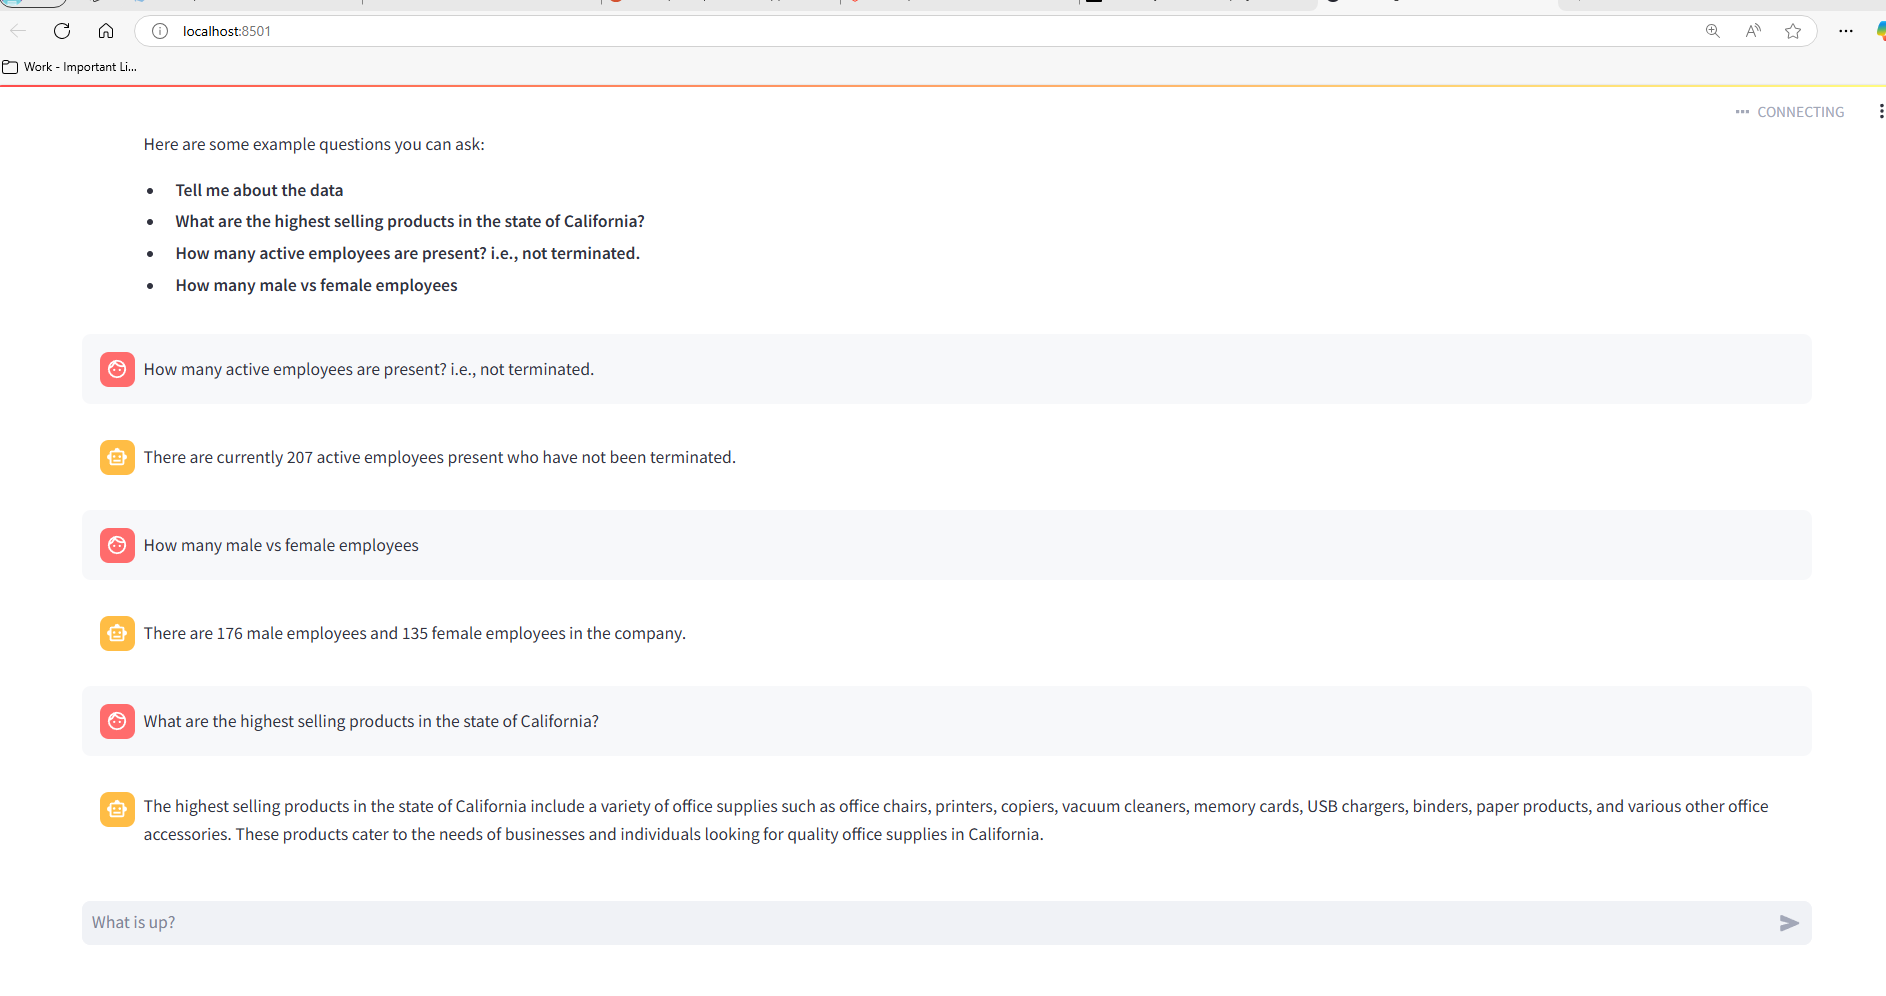 localhost:8501
Work - Important Li...
CONNECTING
Here are some example questions you can ask:
Tell me about the data
What are the highest selling products in the state of California?
How many active employees are present? i.e., not terminated.
How many male vs female employees
How many active employees are present? i.e., not terminated.
There are currently 207 active employees present who have not been terminated.
How many male vs female employees
There are 176 male employees and 135 female employees in the company.
What are the highest selling products in the state of California?
The highest selling products in the state of California include a variety of office supplies such as office chairs, printers, copiers, vacuum cleaners, memory cards, USB chargers, binders, paper products, and various other office
accessories. These products cater to the needs of businesses and individuals looking for quality office supplies in California.
What is up?